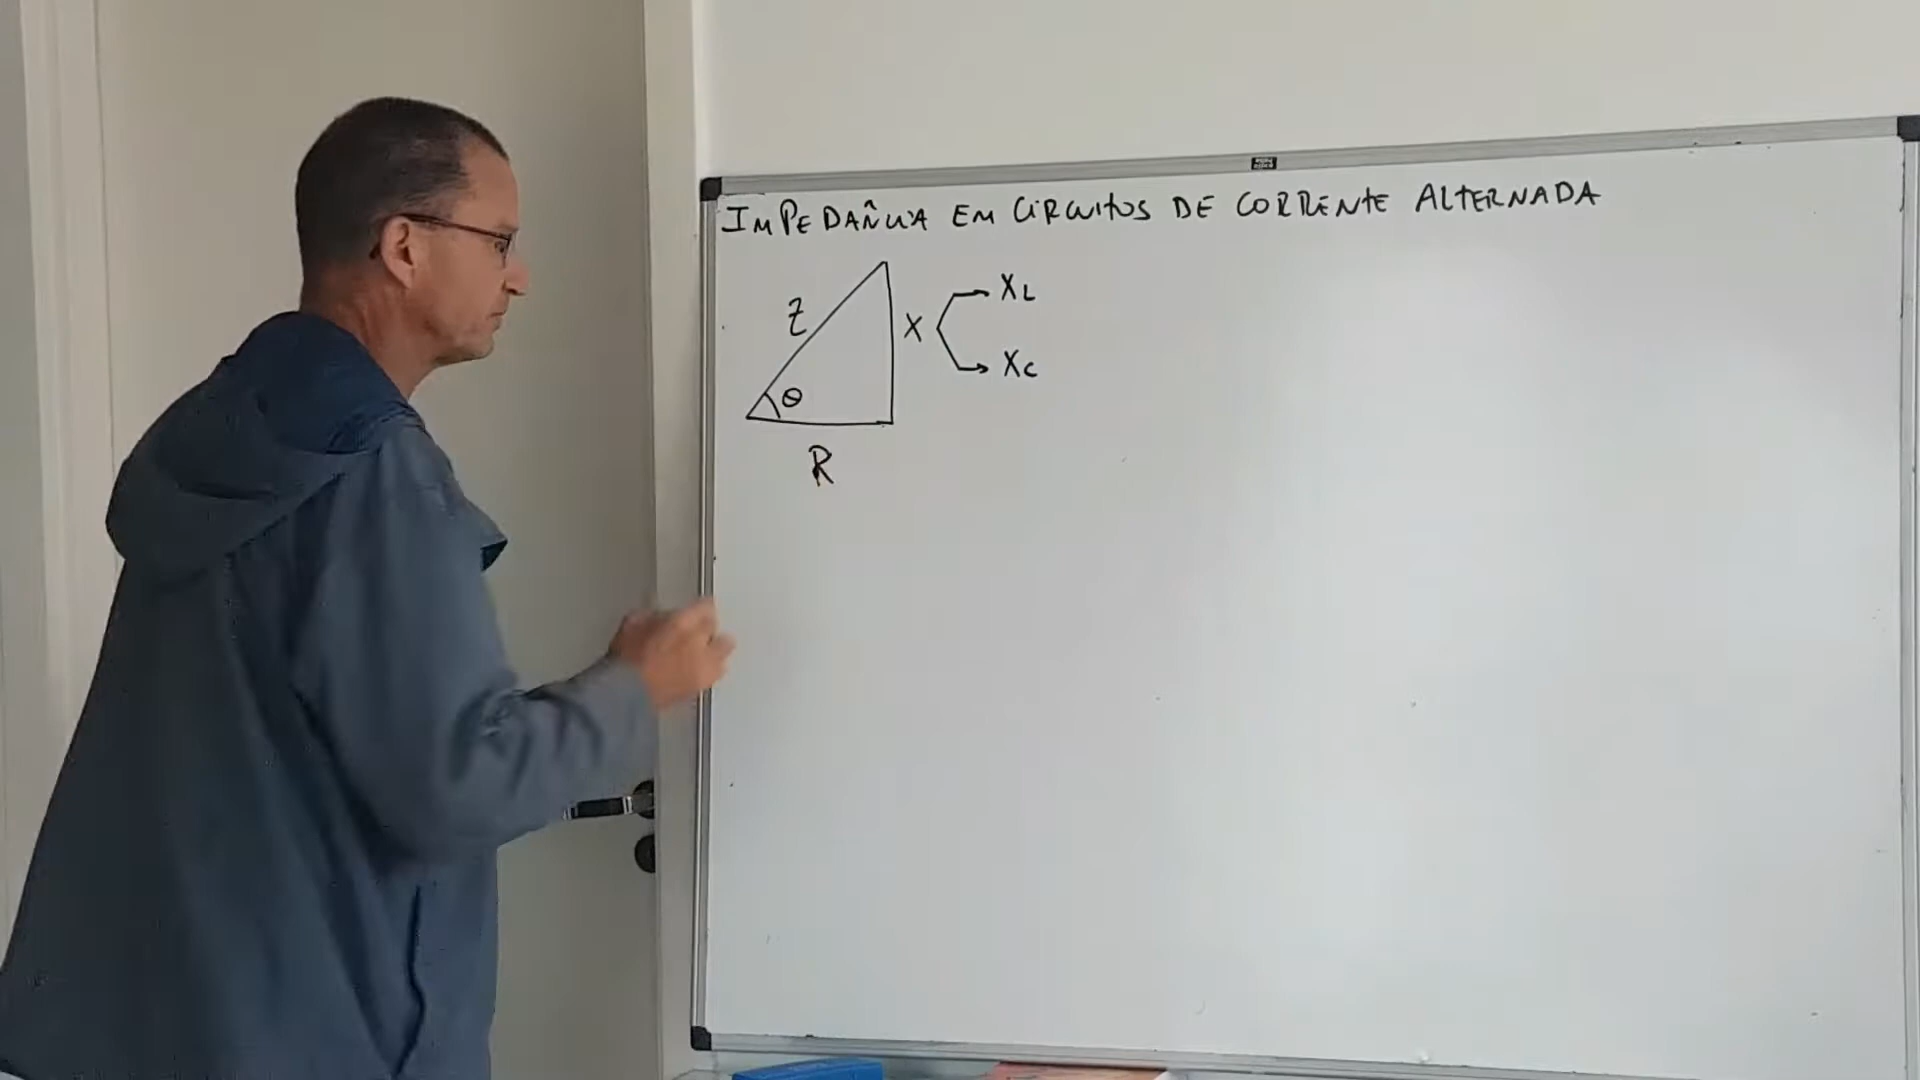 IMPEDÂNCIA EM CIRCUITOS DE CORRENTE ALTERNADA
XL
Z
X
XC
θ
R